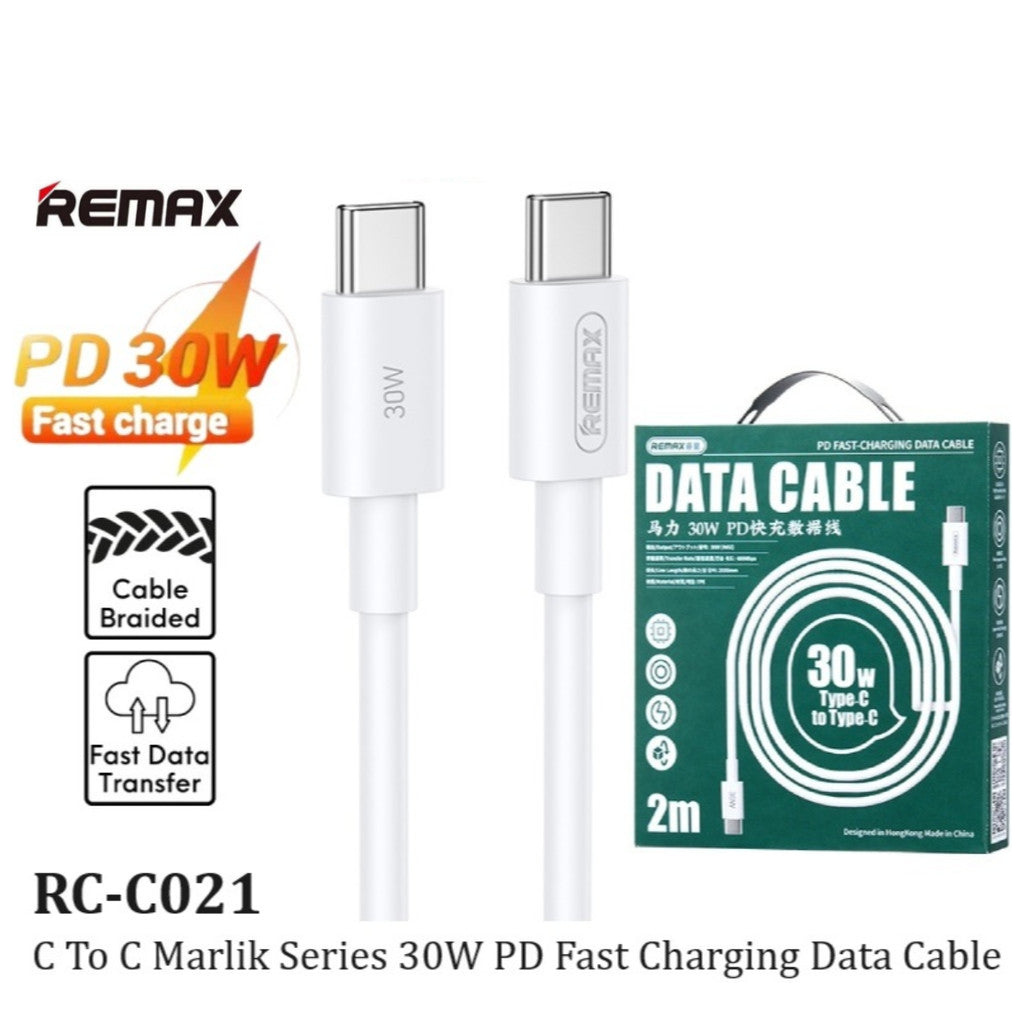 REMAX
PD 30W
Fast charge
30W
REMAX
Cable
Braided
Fast Data
Transfer
REMAX
PD FAST-CHARGING DATA CABLE
DATA CABLE
马力 30W PD快充数据线
REMAX
30W
Type-C
to Type-C
30W
2m
Designed in HongKong Made in China
RC-C021
C To C Marlik Series 30W PD Fast Charging Data Cable